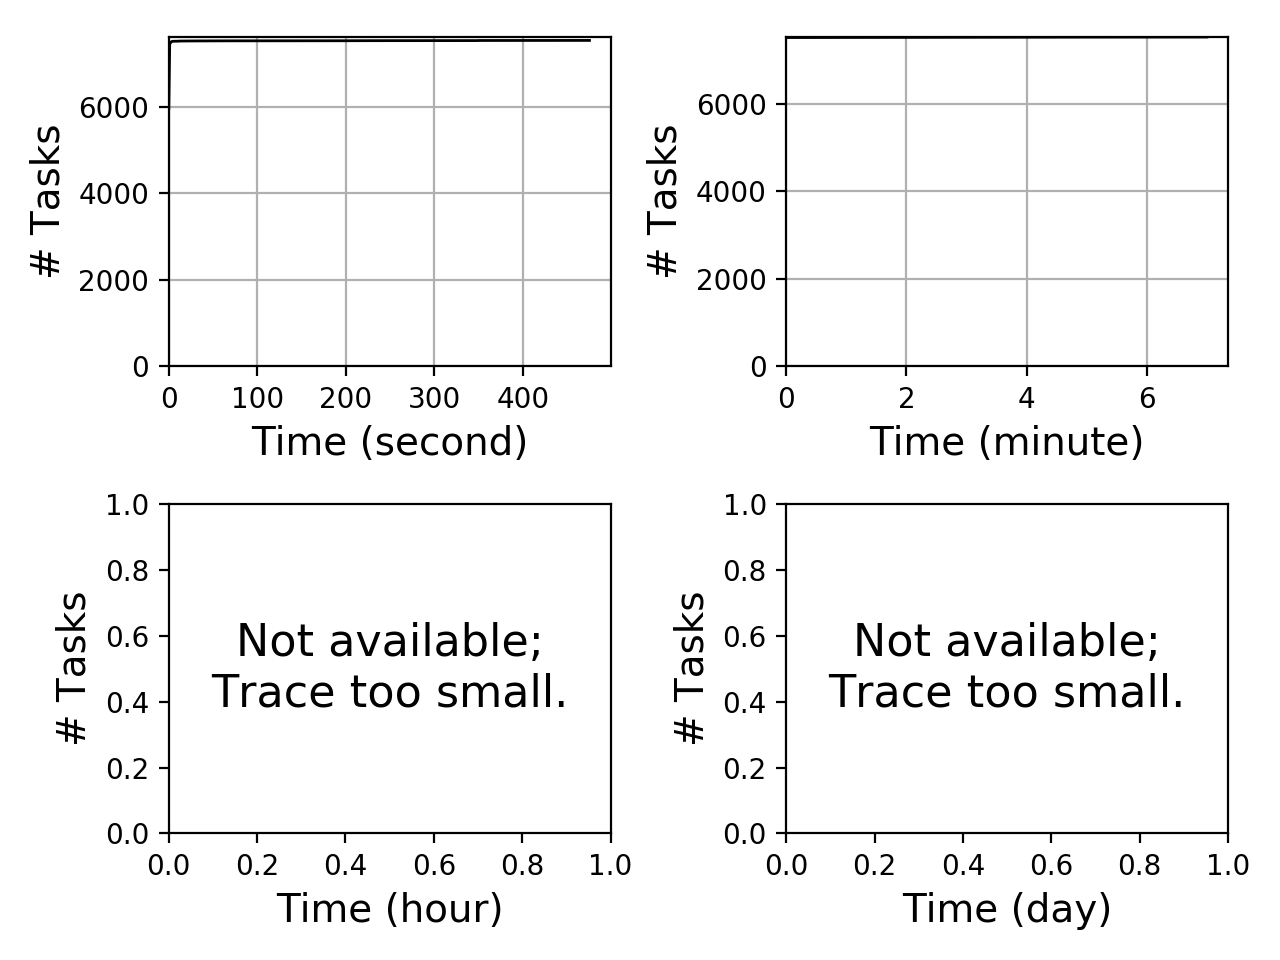 # Tasks
6000
4000
2000
0
0 100 200 300 400
Time (second)
# Tasks
6000
4000
2000
0
0 2 4 6
Time (minute)
# Tasks
1.0
0.8
0.6
0.4
0.2
0.0
Not available;
Trace too small.
0.0 0.2 0.4 0.6 0.8 1.0
Time (hour)
# Tasks
1.0
0.8
0.6
0.4
0.2
0.0
Not available;
Trace too small.
0.0 0.2 0.4 0.6 0.8 1.0
Time (day)